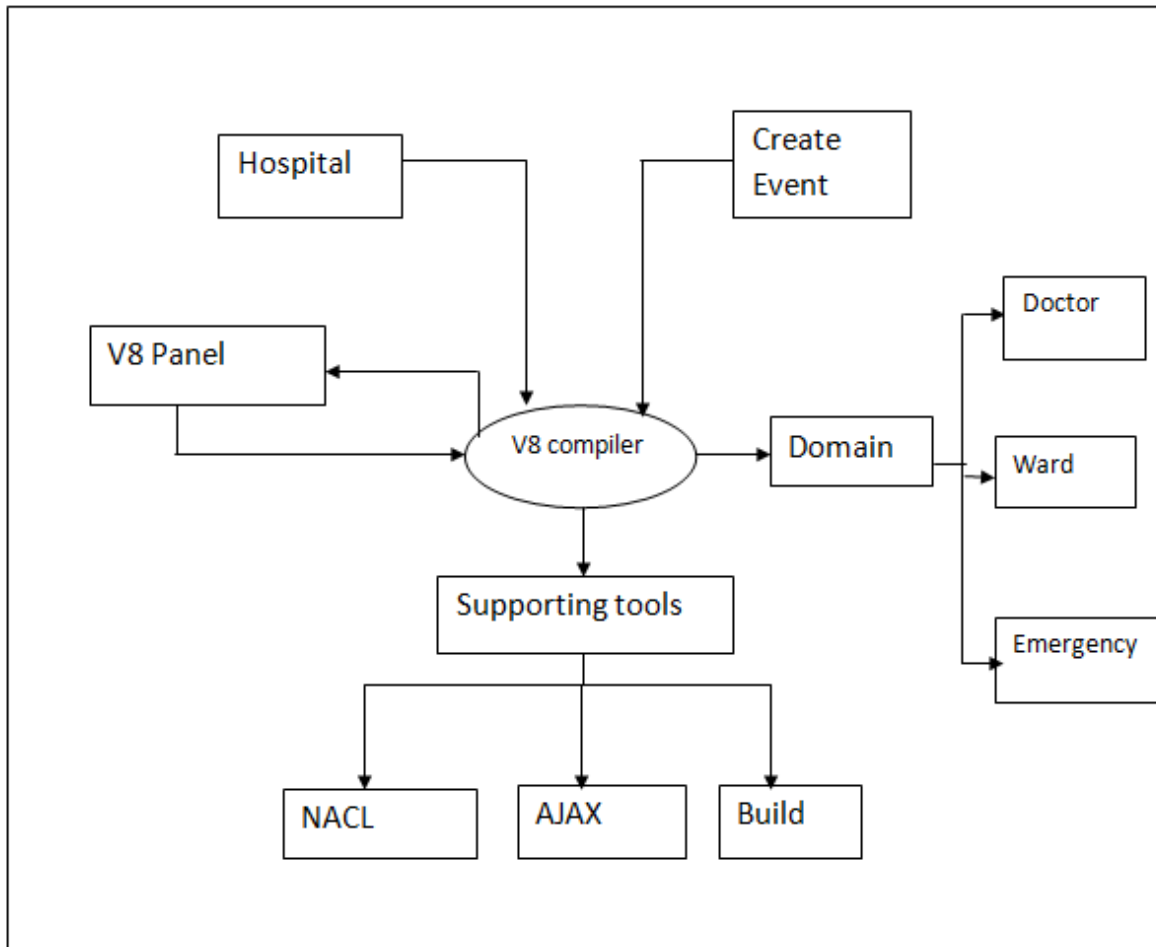 Hospital
Create
Event
Doctor
V8 Panel
V8 compiler
Domain
Ward
Supporting tools
Emergency
NACL
AJAX
Build